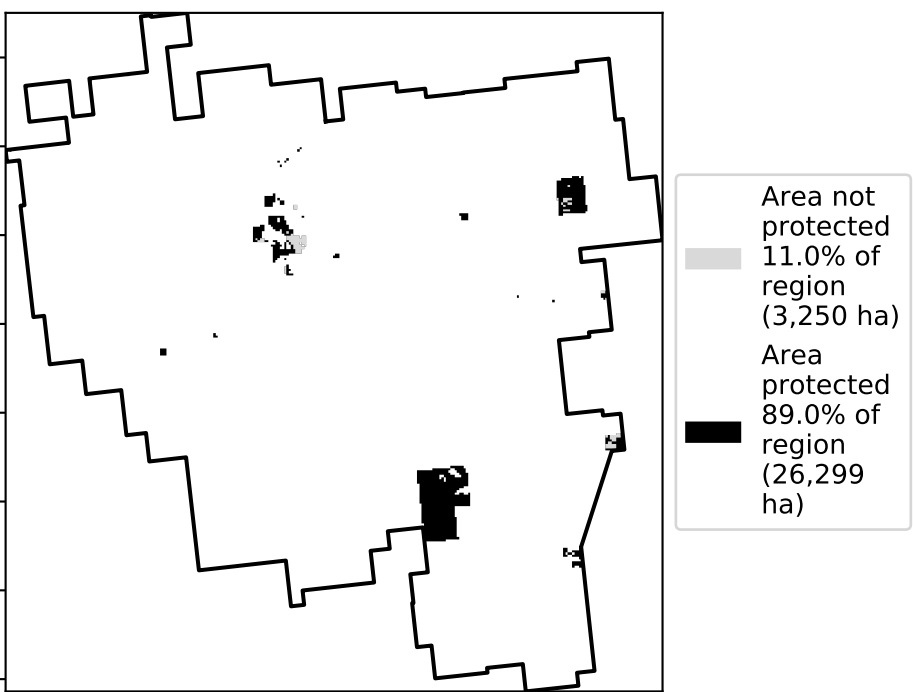 Area not
protected
11.0% of
region
(3,250 ha)
Area
protected
89.0% of
region
(26,299
ha)